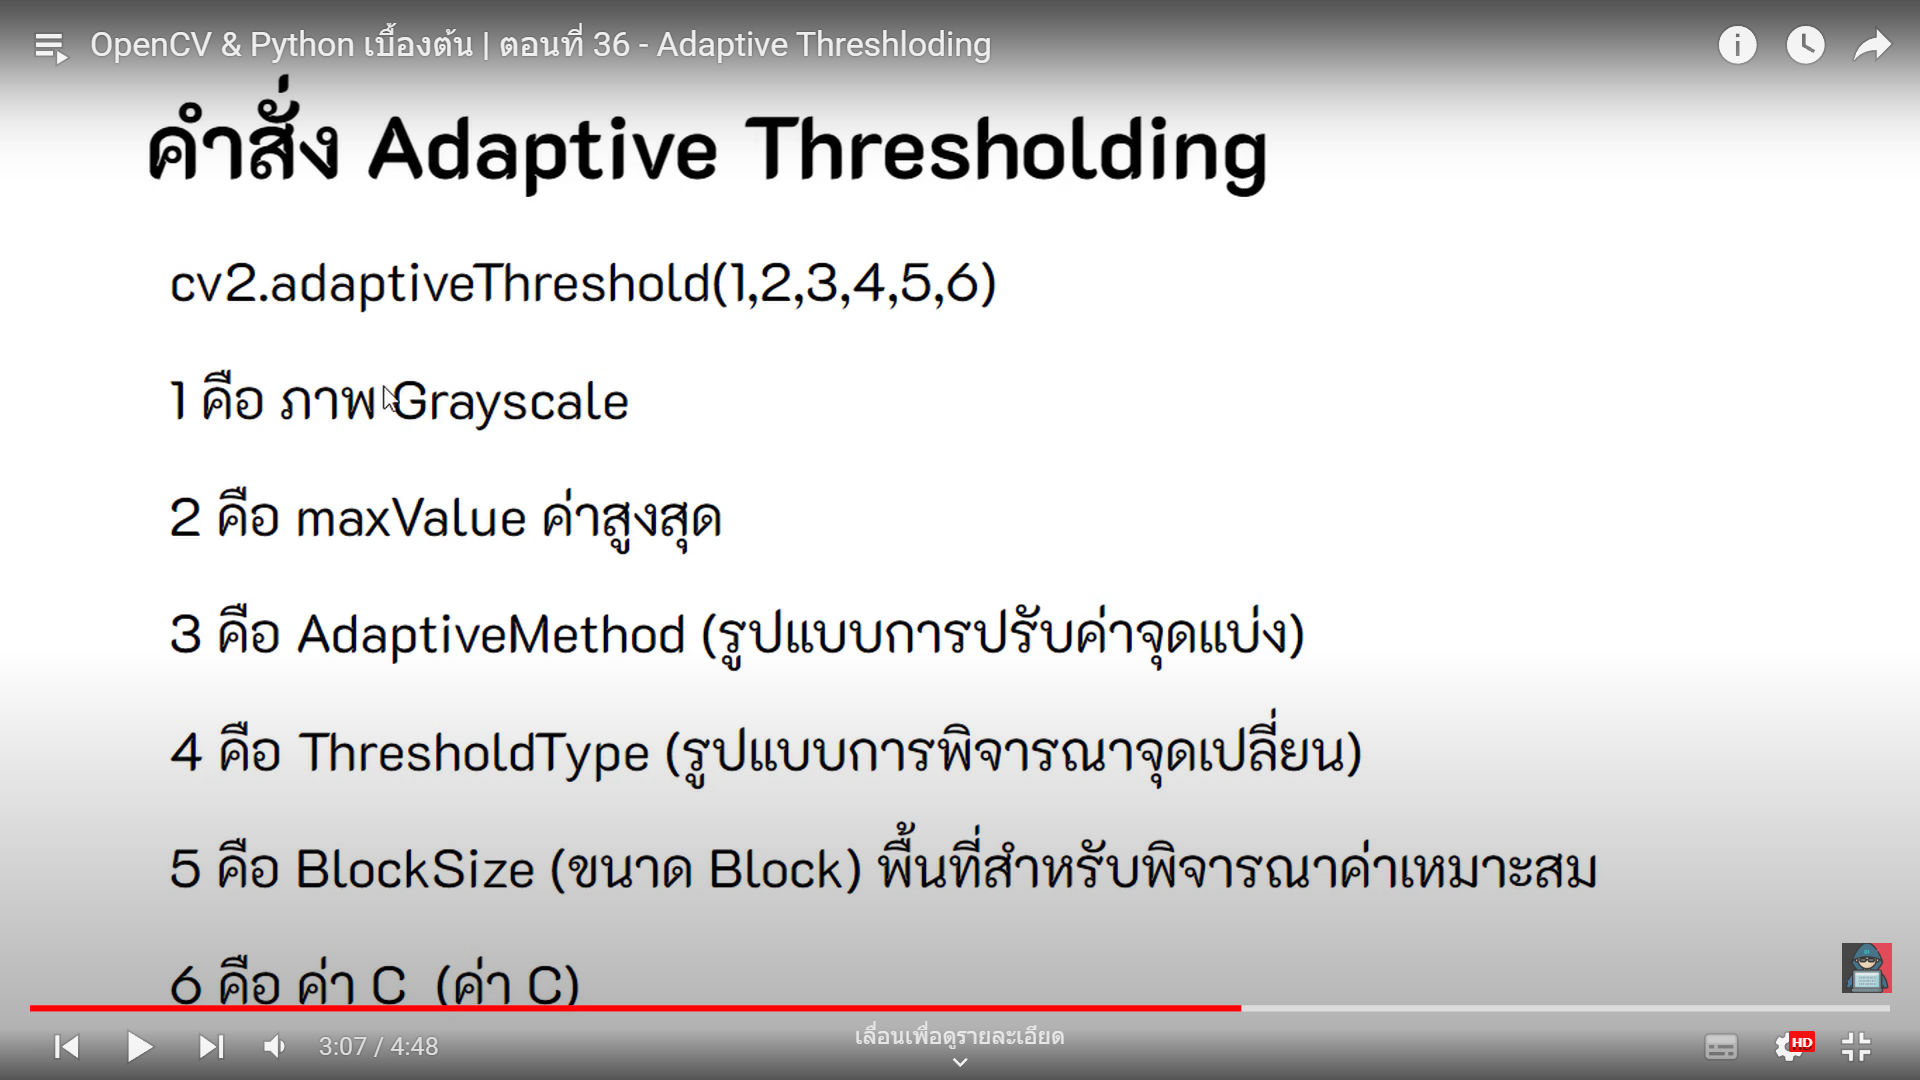 OpenCV & Python เบื้องต้น | ตอนที่ 36 - Adaptive Threshloding
คำสั่ง Adaptive Thresholding
cv2.adaptiveThreshold(1,2,3,4,5,6)
1 คือ ภาพ Grayscale
2 คือ maxValue ค่าสูงสุด
3 คือ AdaptiveMethod (รูปแบบการปรับค่าจุดแบ่ง)
4 คือ ThresholdType (รูปแบบการพิจารณาจุดเปลี่ยน)
5 คือ BlockSize (ขนาด Block) พื้นที่สำหรับพิจารณาค่าเหมาะสม
6 คือ ค่า C (ค่า C)
เลื่อนเพื่อดูรายละเอียด
3:07 / 4:48
HD